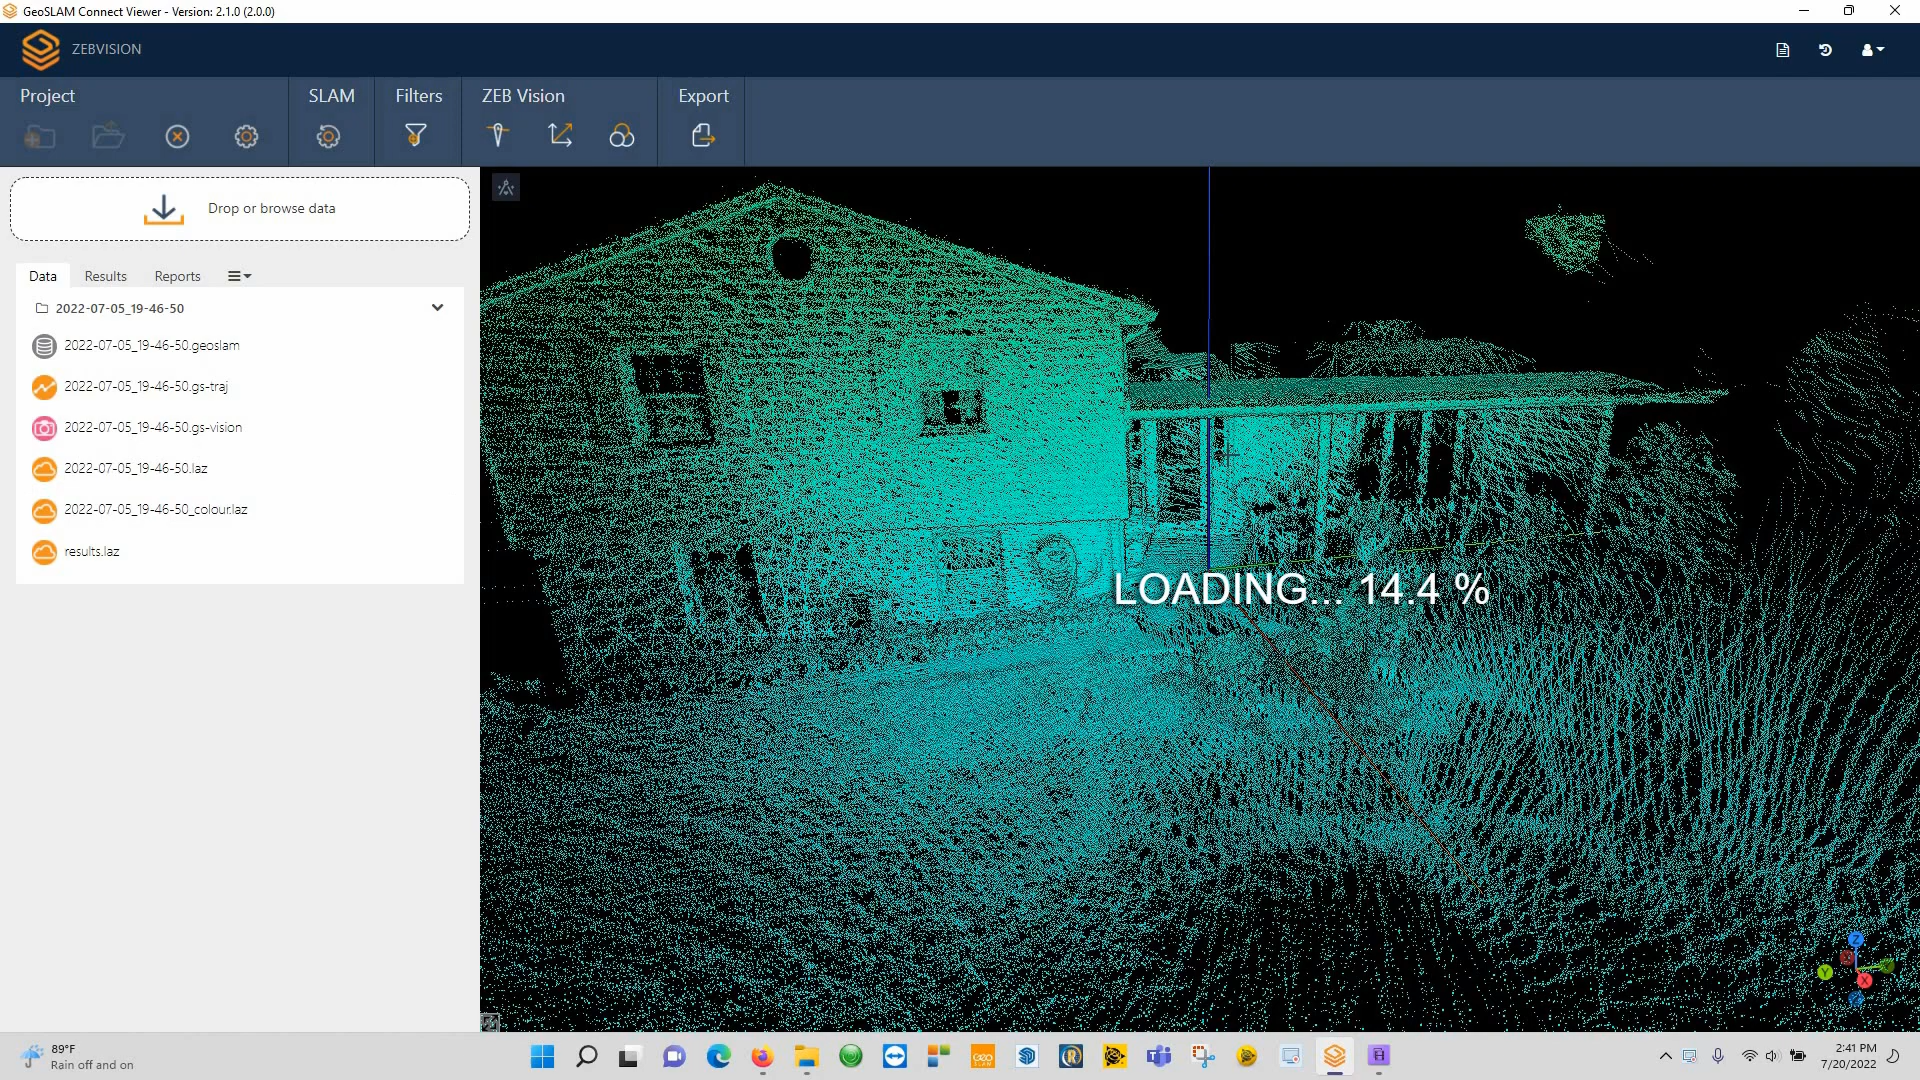 GeoSLAM Connect Viewer - Version: 2.1.0 (2.0.0)
ZEBVISION
Project
SLAM
Filters
ZEB Vision
Export
Drop or browse data
Data
Results
Reports
2022-07-05_19-46-50
2022-07-05_19-46-50.geoslam
2022-07-05_19-46-50.gs-traj
2022-07-05_19-46-50.gs-vision
2022-07-05_19-46-50.laz
2022-07-05_19-46-50_colour.laz
results.laz
LOADING... 14.4 %
Z
Y
X
89°F
Rain off and on
GEO
SLAM
2:41 PM
7/20/2022